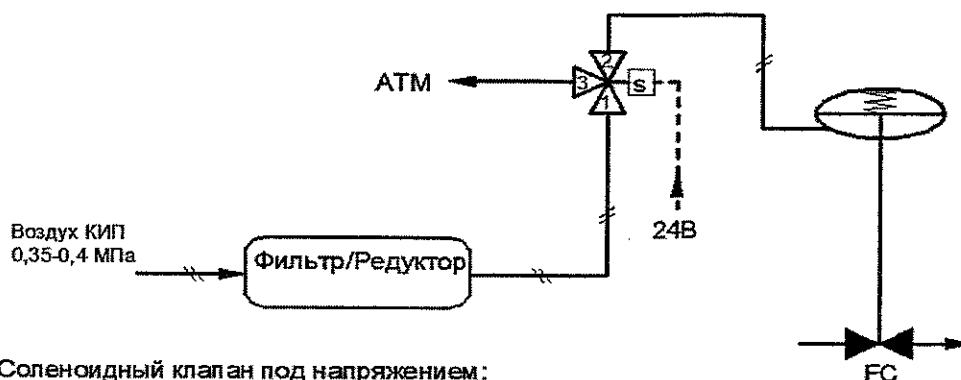 2
АТМ
3
S
1
24В
Воздух КИП
0,35-0,4 МПа
Фильтр/Редуктор
Соленоидный клапан под напряжением:
FC